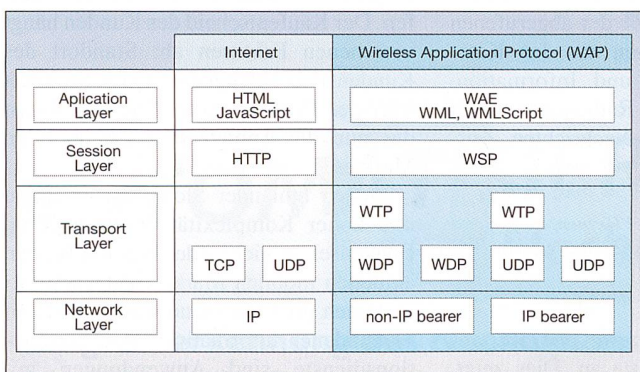 Internet
Wireless Application Protocol (WAP)
Aplication
Layer
HTML
JavaScript
WAE
WML, WMLScript
Session
Layer
HTTP
WSP
Transport
Layer
WTP
WTP
TCP
UDP
WDP
WDP
UDP
UDP
Network
Layer
IP
non-IP bearer
IP bearer